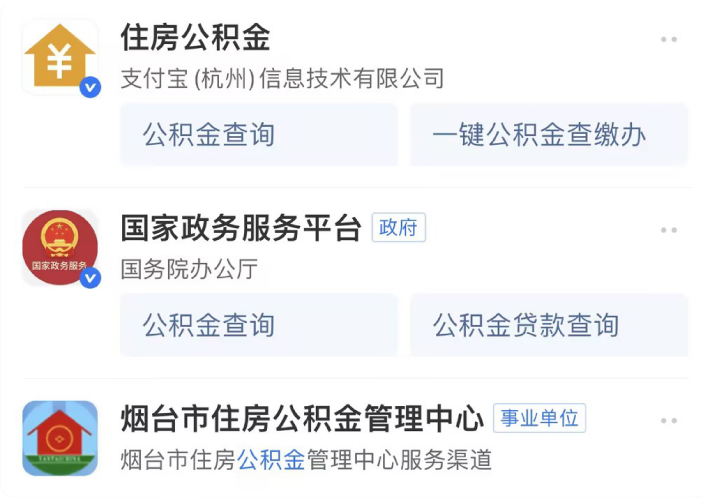 住房公积金
支付宝(杭州)信息技术有限公司
公积金查询
一键公积金查缴办
国家政务服务平台 政府
国家政务服务
国务院办公厅
公积金查询
公积金贷款查询
烟台市住房公积金管理中心 事业单位
烟台市住房公积金管理中心服务渠道